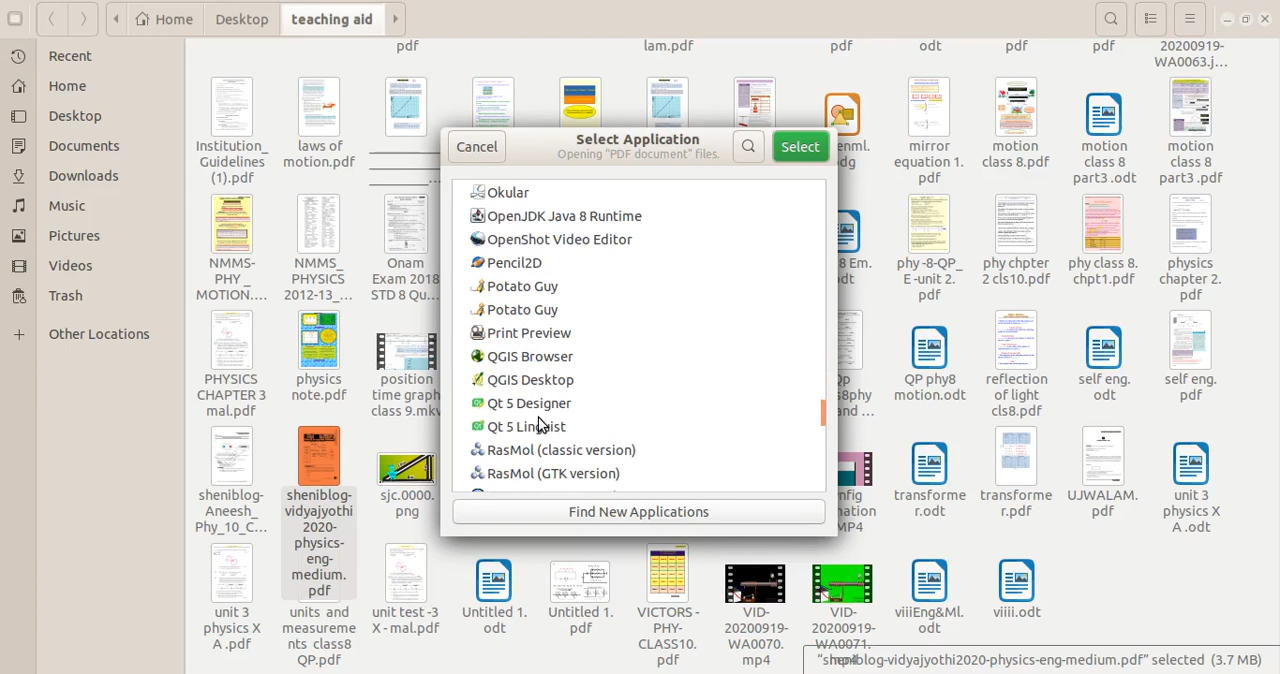 Home
Desktop
teaching aid
Recent
Home
Desktop
Documents
Downloads
Music
Pictures
Videos
Trash
Other Locations
pdf
lam.pdf
pdf
odt
pdf
pdf
20200919-
WA0063.j...
Institution_
Guidelines
(1).pdf
laws of
motion.pdf
mirror
equation 1.
pdf
motion
class 8.pdf
motion
class 8
part3 .odt
motion
class 8
part3 .pdf
NMMS-
PHY _
MOTION....
NMMS_
PHYSICS
2012-13_...
Onam
Exam 2018
STD 8 Qu...
8 Em.
odt
phy -8-QP_
E -unit 2.
pdf
phy chpter
2 cls10.pdf
phy class 8.
chpt1.pdf
physics
chapter 2.
pdf
PHYSICS
CHAPTER 3
mal.pdf
physics
note.pdf
position
time graph
class 9.mkv
Qp
s8phy
and ...
QP phy8
motion.odt
reflection
of light
cls8.pdf
self eng.
odt
self eng.
pdf
sheniblog-
Aneesh_
Phy_10_C...
sheniblog-
vidyajyothi
2020-
physics-
eng-
medium.
pdf
sjc.0000.
png
transforme
r.odt
transforme
r.pdf
UJWALAM.
pdf
unit 3
physics X
A .odt
unit 3
physics X
A .pdf
units and
measureme
nts class8
QP.pdf
unit test -3
X - mal.pdf
Untitled 1.
odt
Untitled 1.
pdf
VICTORS -
PHY-
CLASS10.
pdf
VID-
20200919-
WA0070.
mp4
VID-
20200919-
WA0071.
mp4
viiiEng&Ml.
odt
viiii.odt
Cancel
Select Application
Opening "PDF document" files.
Select
Okular
OpenJDK Java 8 Runtime
OpenShot Video Editor
Pencil2D
Potato Guy
Potato Guy
Print Preview
QGIS Browser
QGIS Desktop
Qt 5 Designer
Qt 5 Linguist
RasMol (classic version)
RasMol (GTK version)
Find New Applications
"sheniblog-vidyajyothi2020-physics-eng-medium.pdf" selected (3.7 MB)